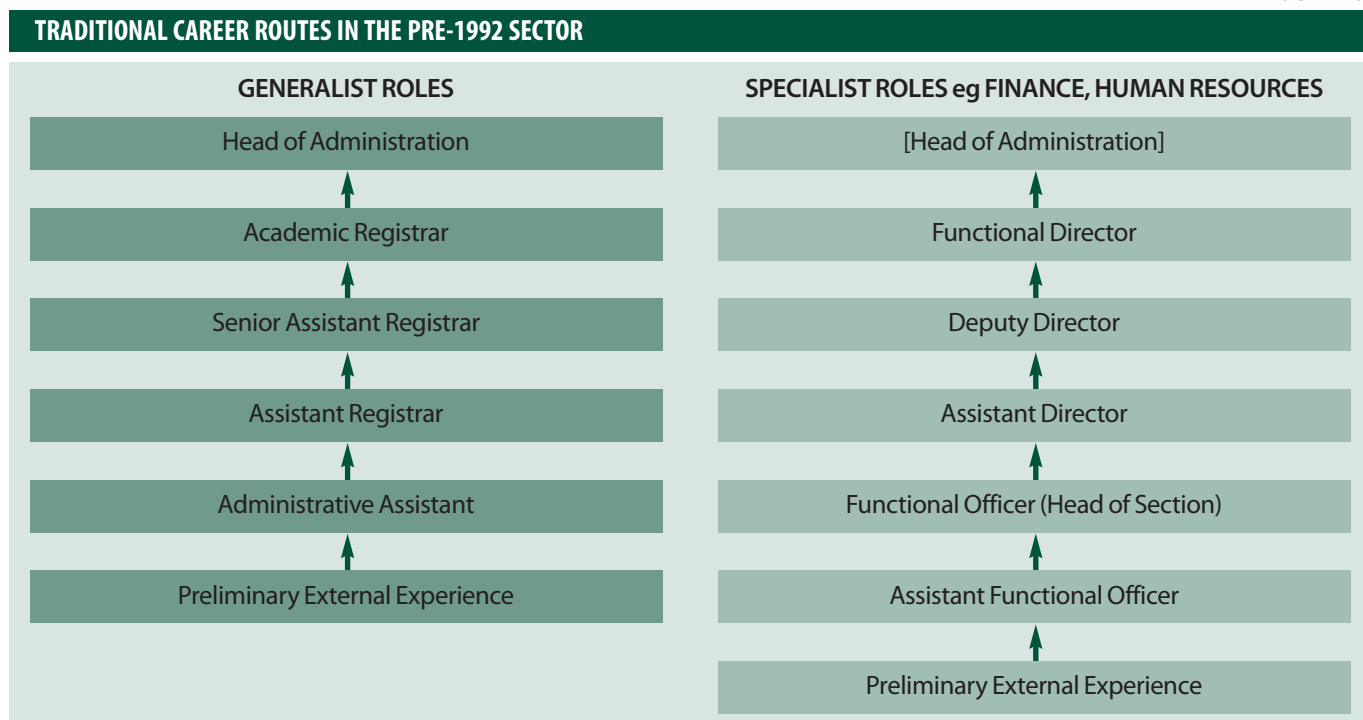 TRADITIONAL CAREER ROUTES IN THE PRE-1992 SECTOR
GENERALIST ROLES
Head of Administration
Academic Registrar
Senior Assistant Registrar
Assistant Registrar
Administrative Assistant
Preliminary External Experience
SPECIALIST ROLES eg FINANCE, HUMAN RESOURCES
[Head of Administration]
Functional Director
Deputy Director
Assistant Director
Functional Officer (Head of Section)
Assistant Functional Officer
Preliminary External Experience